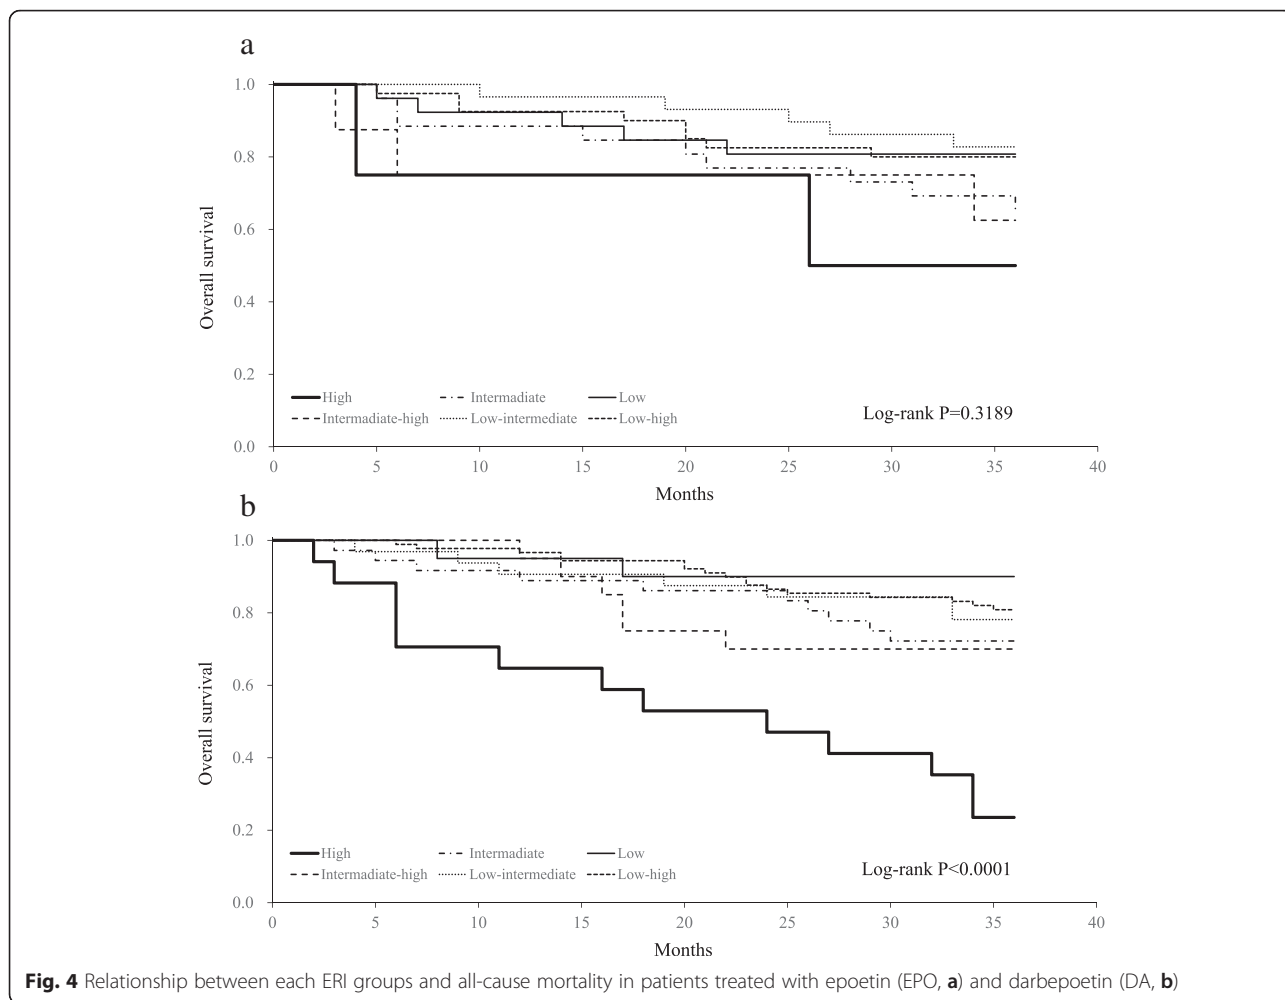 a
1.0
0.8
0.6
0.4
0.2
0.0
Overall survival
High Intermadiate Low
Intermadiate-high Low-intermediate Low-high
Log-rank P=0.3189
0 5 10 15 20 25 30 35 40
Months
b
1.0
0.8
0.6
0.4
0.2
0.0
Overall survival
High Intermadiate Low
Intermadiate-high Low-intermediate Low-high
Log-rank P<0.0001
0 5 10 15 20 25 30 35 40
Months
Fig. 4 Relationship between each ERI groups and all-cause mortality in patients treated with epoetin (EPO, a) and darbepoetin (DA, b)